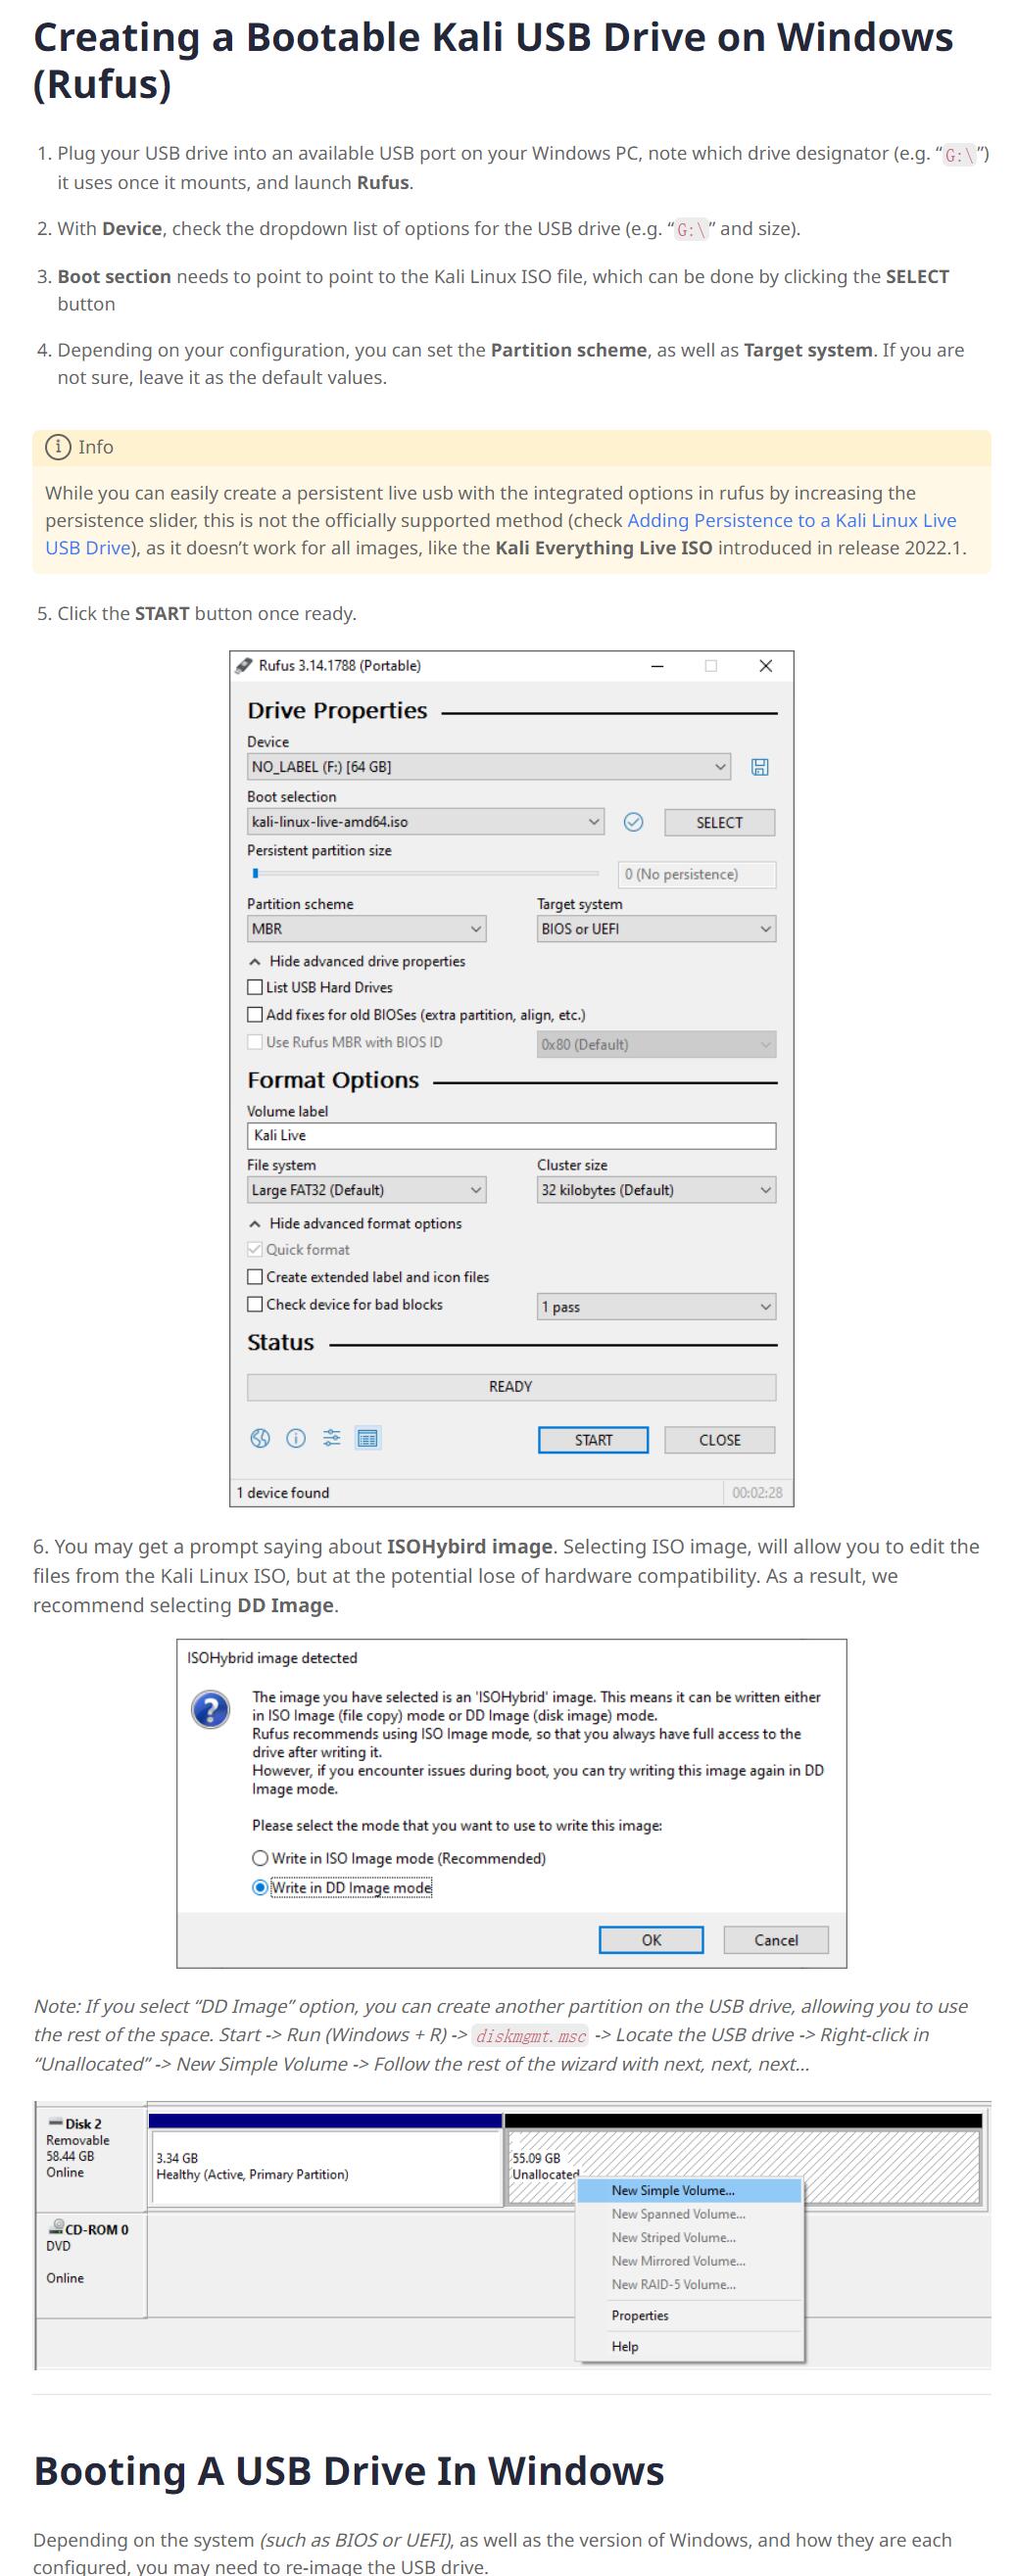 Creating a Bootable Kali USB Drive on Windows
(Rufus)
1. Plug your USB drive into an available USB port on your Windows PC, note which drive designator (e.g. “G:\”)
it uses once it mounts, and launch Rufus.
2. With Device, check the dropdown list of options for the USB drive (e.g. “G:\” and size).
3. Boot section needs to point to point to the Kali Linux ISO file, which can be done by clicking the SELECT
button
4. Depending on your configuration, you can set the Partition scheme, as well as Target system. If you are
not sure, leave it as the default values.
Info
While you can easily create a persistent live usb with the integrated options in rufus by increasing the
persistence slider, this is not the officially supported method (check Adding Persistence to a Kali Linux Live
USB Drive), as it doesn’t work for all images, like the Kali Everything Live ISO introduced in release 2022.1.
5. Click the START button once ready.
Rufus 3.14.1788 (Portable)
Drive Properties
Device
NO_LABEL (F:) [64 GB]
Boot selection
kali-linux-live-amd64.iso
SELECT
Persistent partition size
0 (No persistence)
Partition scheme Target system
MBR BIOS or UEFI
Hide advanced drive properties
List USB Hard Drives
Add fixes for old BIOSes (extra partition, align, etc.)
Use Rufus MBR with BIOS ID 0x80 (Default)
Format Options
Volume label
Kali Live
File system Cluster size
Large FAT32 (Default) 32 kilobytes (Default)
Hide advanced format options
Quick format
Create extended label and icon files
Check device for bad blocks 1 pass
Status
READY
START CLOSE
1 device found 00:02:28
6. You may get a prompt saying about ISOHybird image. Selecting ISO image, will allow you to edit the
files from the Kali Linux ISO, but at the potential lose of hardware compatibility. As a result, we
recommend selecting DD Image.
ISOHybrid image detected
The image you have selected is an 'ISOHybrid' image. This means it can be written either
in ISO Image (file copy) mode or DD Image (disk image) mode.
Rufus recommends using ISO Image mode, so that you always have full access to the
drive after writing it.
However, if you encounter issues during boot, you can try writing this image again in DD
Image mode.
Please select the mode that you want to use to write this image:
Write in ISO Image mode (Recommended)
Write in DD Image mode
OK Cancel
Note: If you select “DD Image” option, you can create another partition on the USB drive, allowing you to use
the rest of the space. Start -> Run (Windows + R) -> diskmgmt.msc -> Locate the USB drive -> Right-click in
“Unallocated” -> New Simple Volume -> Follow the rest of the wizard with next, next, next…
Disk 2
Removable
58.44 GB
Online
3.34 GB
Healthy (Active, Primary Partition)
55.09 GB
Unallocated
New Simple Volume...
New Spanned Volume...
New Striped Volume...
New Mirrored Volume...
New RAID-5 Volume...
Properties
Help
CD-ROM 0
DVD
Online
Booting A USB Drive In Windows
Depending on the system (such as BIOS or UEFI), as well as the version of Windows, and how they are each
configured, you may need to re-image the USB drive.